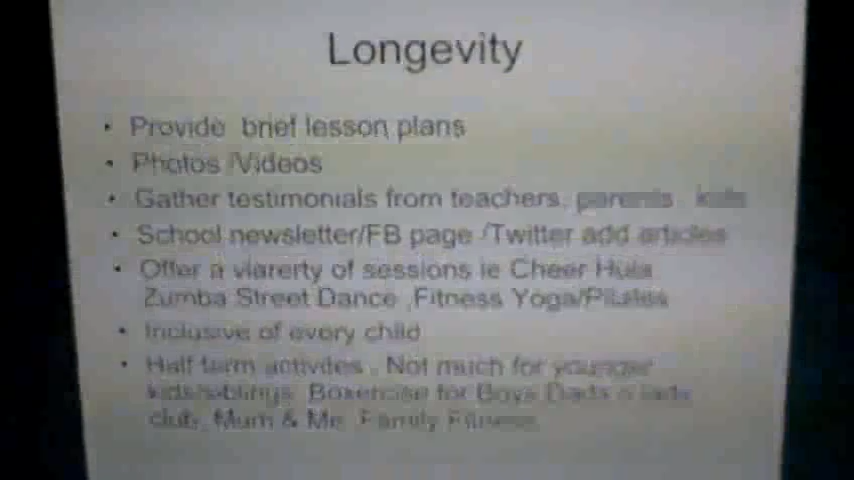 Longevity
• Provide brief lesson plans
• Photos /Videos
• Gather testimonials from teachers, parents kids
• School newsletter/FB page /Twitter add articles
• Offer a viarerty of sessions ie Cheer Hula
Zumba Street Dance ,Fitness Yoga/Pilates
• Inclusive of every child
• Half term activites . Not much for younger
kids/siblings Boxercise for Boys Dads
club, Mum & Me Family Fitness